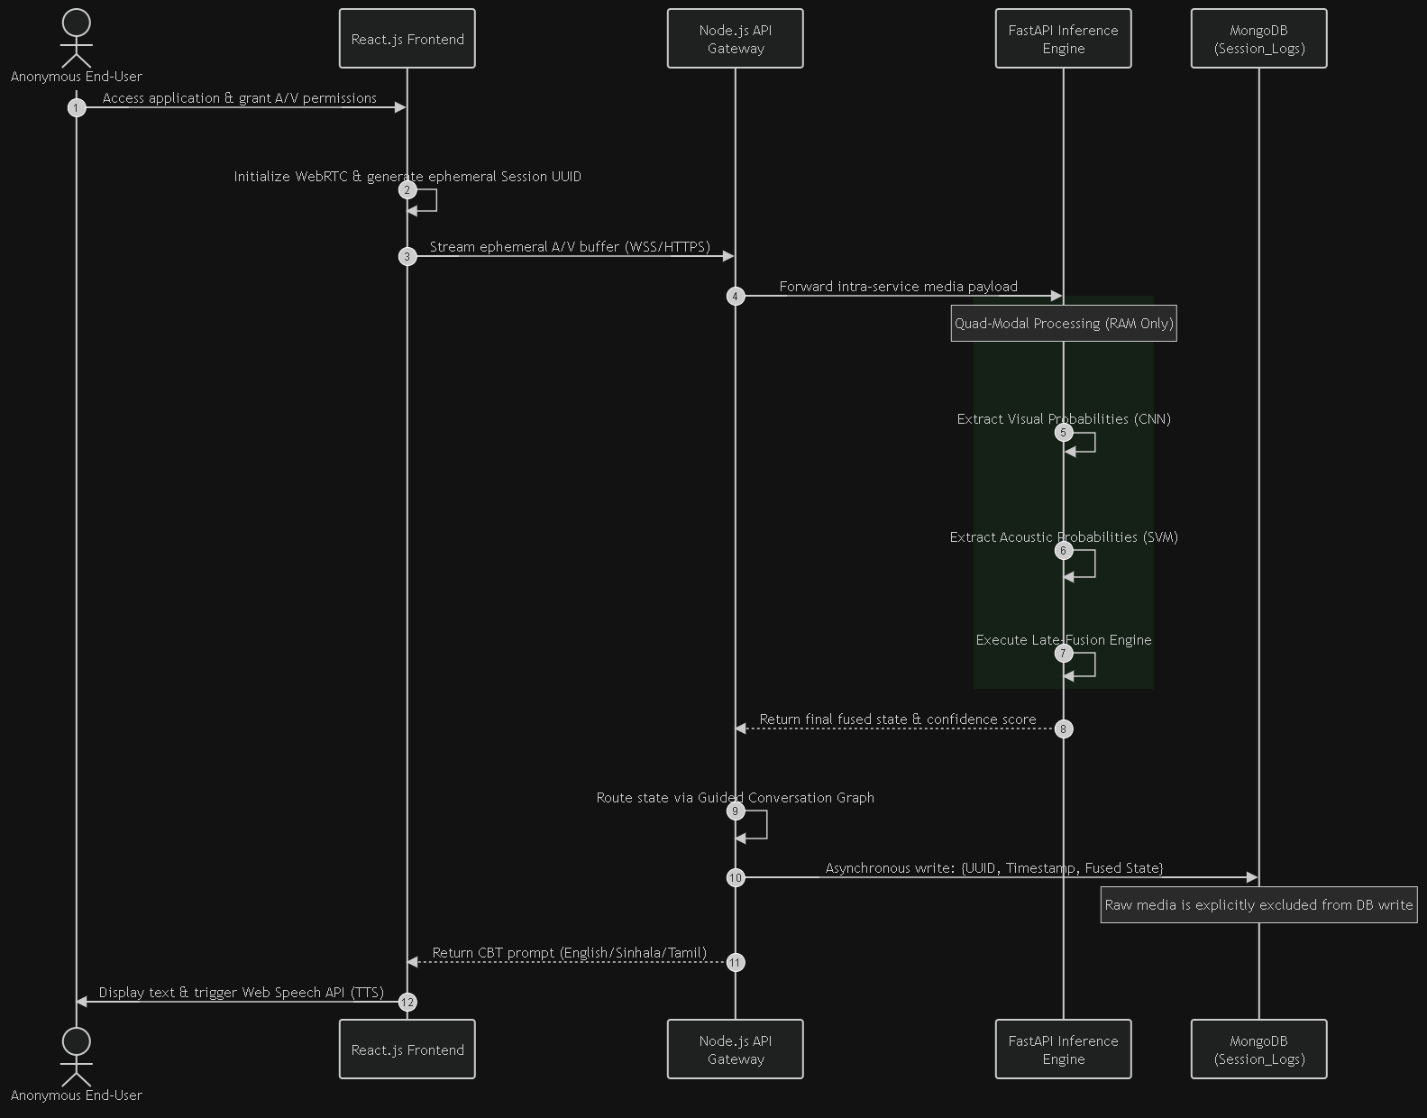 Anonymous End-User
React.js Frontend
Node.js API
Gateway
FastAPI Inference
Engine
MongoDB
(Session_Logs)
1
Access application & grant A/V permissions
Initialize WebRTC & generate ephemeral Session UUID
2
3
Stream ephemeral A/V buffer (WSS/HTTPS)
4
Forward intra-service media payload
Quad-Modal Processing (RAM Only)
Extract Visual Probabilities (CNN)
5
Extract Acoustic Probabilities (SVM)
6
Execute Late-Fusion Engine
7
Return final fused state & confidence score
8
Route state via Guided Conversation Graph
9
10
Asynchronous write: {UUID, Timestamp, Fused State}
Raw media is explicitly excluded from DB write
Return CBT prompt (English/Sinhala/Tamil)
11
Display text & trigger Web Speech API (TTS)
12
Anonymous End-User
React.js Frontend
Node.js API
Gateway
FastAPI Inference
Engine
MongoDB
(Session_Logs)